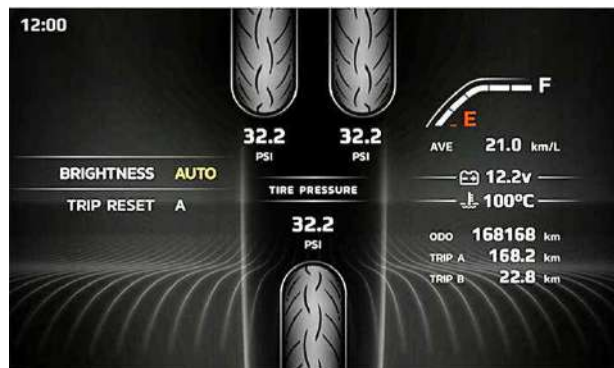 12:00
32.2 32.2
PSI PSI
F
E
AVE 21.0 km/L
BRIGHTNESS AUTO
TIRE PRESSURE
12.2v
TRIP RESET A
100°C
32.2
PSI
ODO 168168 km
TRIP A 168.2 km
TRIP B 22.8 km